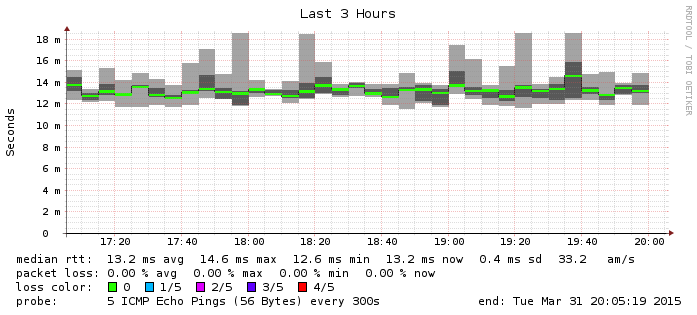 Last 3 Hours
RRDTOOL / TOBI OETIKER
Seconds
18 m
16 m
14 m
12 m
10 m
8 m
6 m
4 m
2 m
0
17:20 17:40 18:00 18:20 18:40 19:00 19:20 19:40 20:00
median rtt: 13.2 ms avg 14.6 ms max 12.6 ms min 13.2 ms now 0.4 ms sd 33.2 am/s
packet loss: 0.00 % avg 0.00 % max 0.00 % min 0.00 % now
loss color: 0 1/5 2/5 3/5 4/5
probe: 5 ICMP Echo Pings (56 Bytes) every 300s end: Tue Mar 31 20:05:19 2015